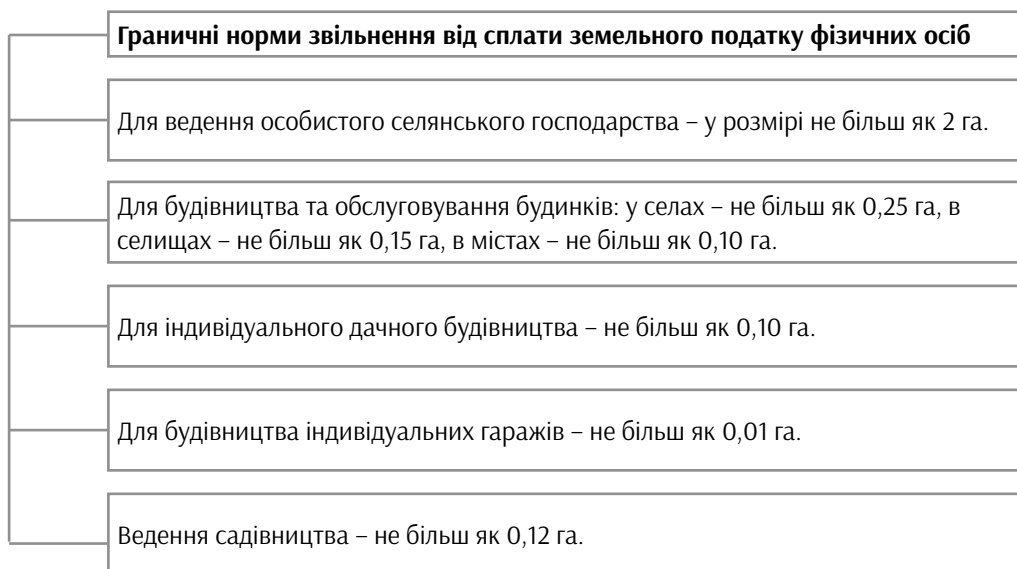 Граничні норми звільнення від сплати земельного податку фізичних осіб
Для ведення особистого селянського господарства – у розмірі не більш як 2 га.
Для будівництва та обслуговування будинків: у селах – не більш як 0,25 га, в
селищах – не більш як 0,15 га, в містах – не більш як 0,10 га.
Для індивідуального дачного будівництва – не більш як 0,10 га.
Для будівництва індивідуальних гаражів – не більш як 0,01 га.
Ведення садівництва – не більш як 0,12 га.